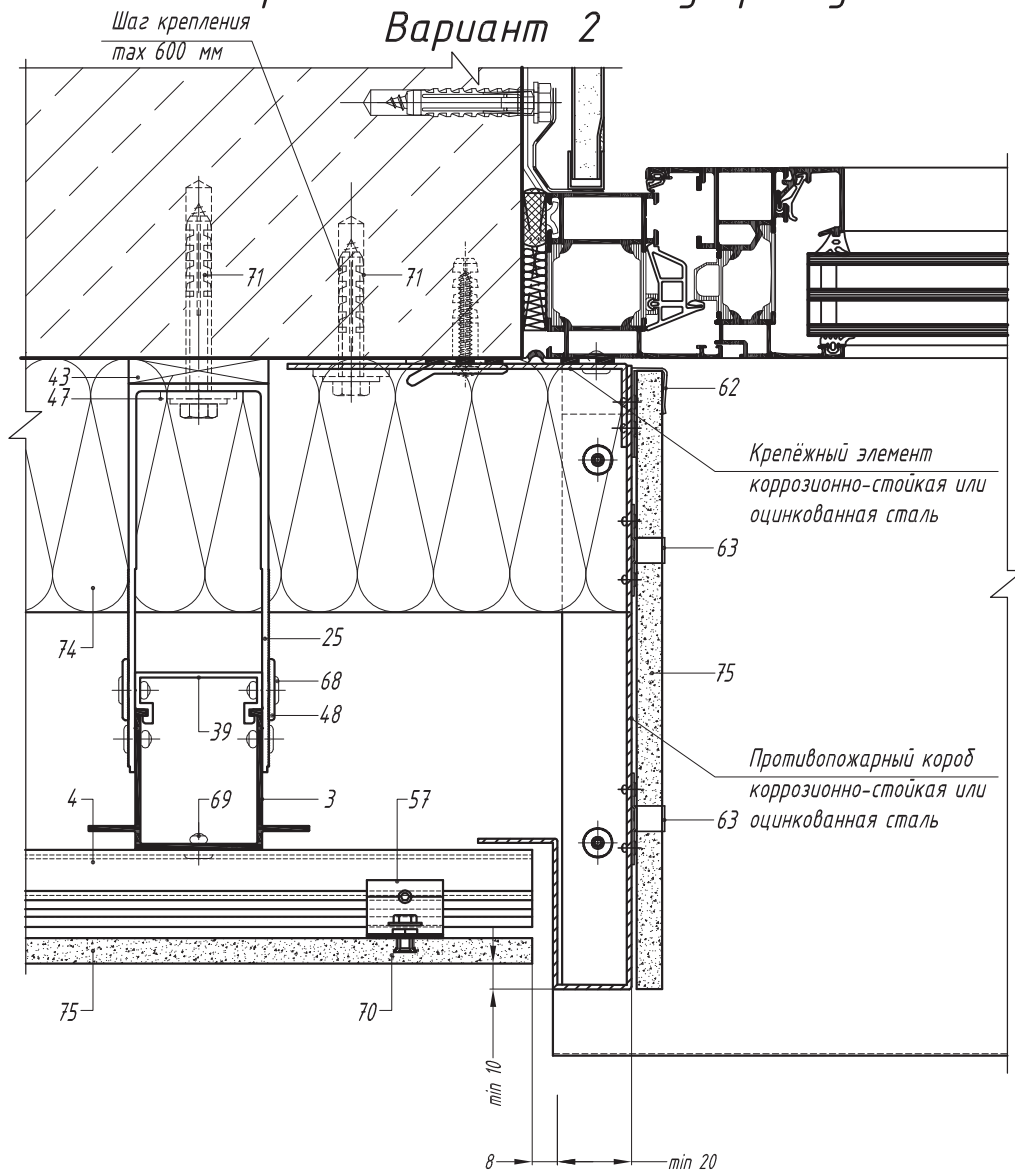 Вариант 2
Шаг крепления
max 600 мм
71
71
43
47
62
Крепёжный элемент
коррозионно-стойкая или
оцинкованная сталь
63
74
25
68
48
75
39
Противопожарный короб
коррозионно-стойкая или
оцинкованная сталь
4
69
3
57
63
75
70
min 10
8
min 20